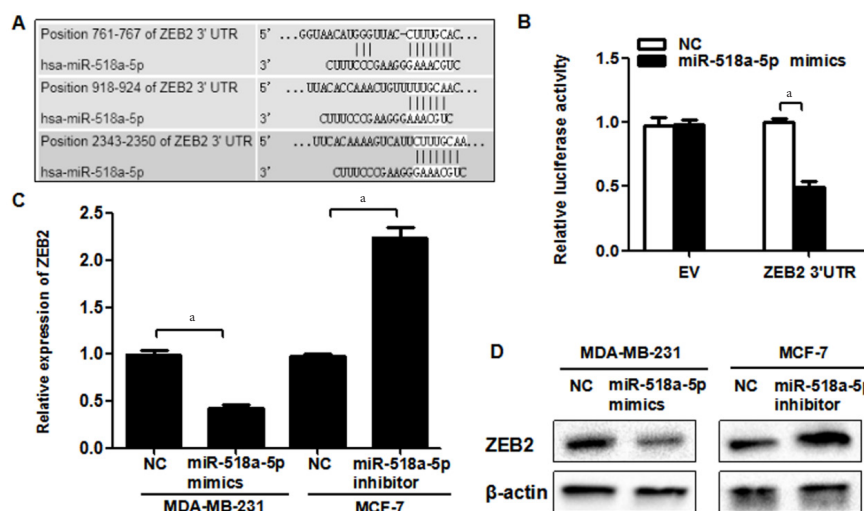 A
Position 761-767 of ZEB2 3' UTR 5' ...GGUAACAUGGGUUAC-CUUUGCAC...
hsa-miR-518a-5p 3' CUUUCCCGAAGGGAAACGUC
Position 918-924 of ZEB2 3' UTR 5' ...UUACACCAAACUGUUUUUGCAAC...
hsa-miR-518a-5p 3' CUUUCCCGAAGGGAAACGUC
Position 2343-2350 of ZEB2 3' UTR 5' ...UUCACACCAAAAGUCAUUCUUUGCAA...
hsa-miR-518a-5p 3' CUUUCCCGAAGGGAAACGUC
B
NC
miR-518a-5p mimics
a
Relative luciferase activity
1.5
1.0
0.5
0.0
EV ZEB2 3'UTR
C
Relative expression of ZEB2
2.5
2.0
1.5
1.0
0.5
0.0
a
a
NC miR-518a-5p mimics NC miR-518a-5p inhibitor
MDA-MB-231 MCF-7
D
MDA-MB-231 MCF-7
NC miR-518a-5p mimics NC miR-518a-5p inhibitor
ZEB2
β-actin